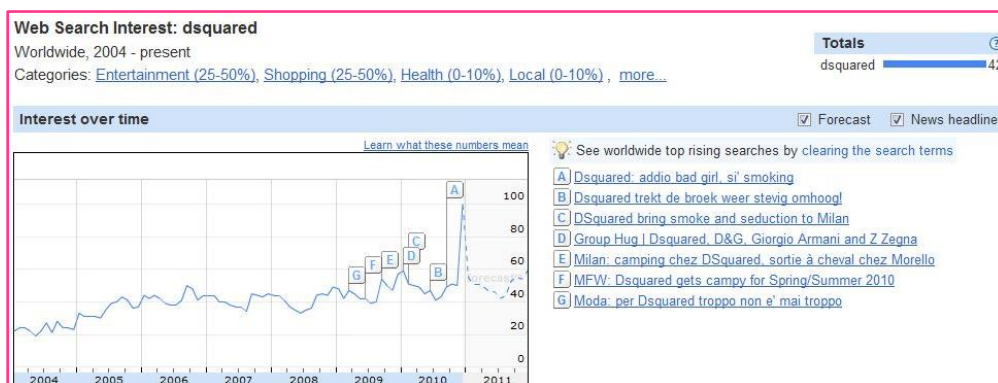 Web Search Interest: dsquared
Worldwide, 2004 - present
Categories: Entertainment (25-50%), Shopping (25-50%), Health (0-10%), Local (0-10%) , more...
Totals
?
dsquared 42
Interest over time
Forecast
News headline
Learn what these numbers mean
See worldwide top rising searches by clearing the search terms
A Dsquared: addio bad girl, si' smoking
B Dsquared trekt de broek weer stevig omhoog!
C DSquared bring smoke and seduction to Milan
D Group Hug | Dsquared, D&G, Giorgio Armani and Z Zegna
E Milan: camping chez DSquared, sortie à cheval chez Morello
F MFW: Dsquared gets campy for Spring/Summer 2010
G Moda: per Dsquared troppo non e' mai troppo
A
100
80
C
D
E
F
G
B
60
40
20
0
2004 2005 2006 2007 2008 2009 2010 2011